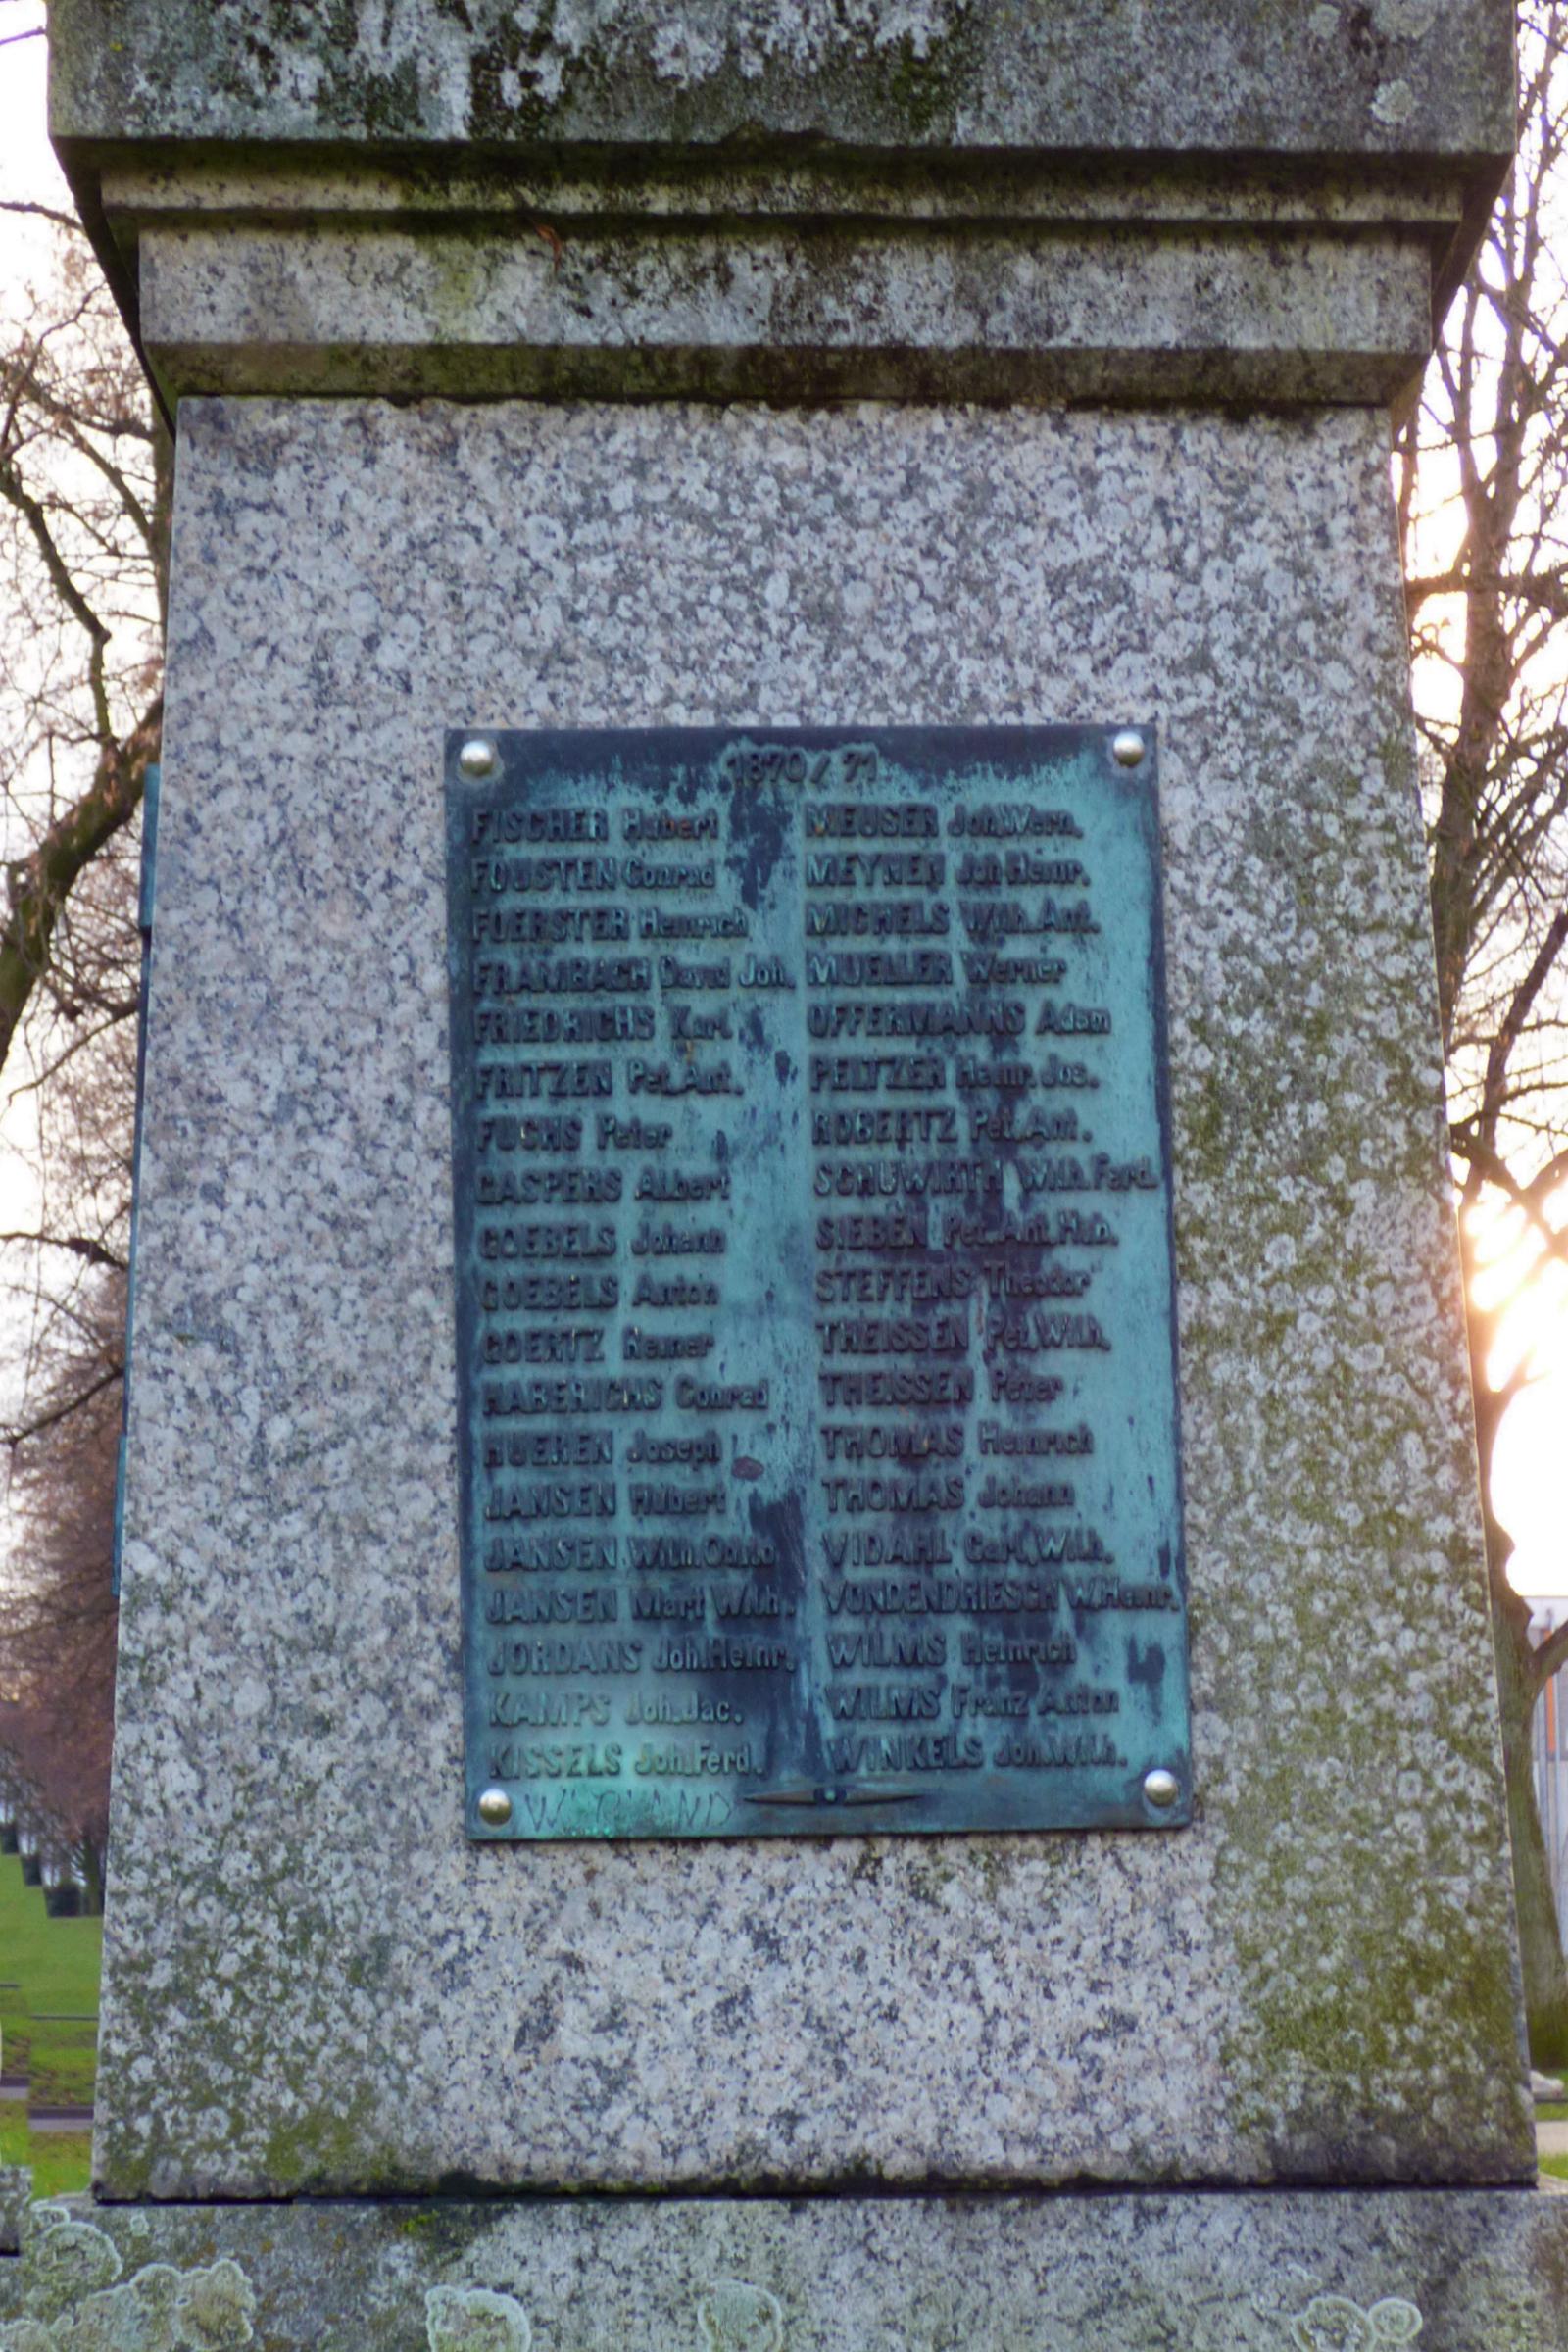 1870/71
FISCHER Hubert
FOUSTEN Conrad
FOERSTER Heinrich
FRAMBACH David Joh.
FRIEDRICHS Karl.
FRITZEN Pet.Ant.
FUCHS Peter
GASPERS Albert
GOEBELS Johann
GOEBELS Anton
GOERTZ Reiner
HABERICHS Conrad
HUEREN Joseph
JANSEN Hubert
JANSEN Wilh.
JANSEN Mart Wilh.
JORDANS Joh.Heinr.
KAMPS Joh.Jac.
KISSELS Joh.Ferd.
MEUSER Joh.Wern.
MEYNEN Joh Heinr.
MICHELS Wilh.Ant.
MUELLER Werner
OFFERMANNS Adam
PELTZER Heinr.Jos.
ROBERTZ Pet.Ant.
SCHUWIRTH Wilh.Ferd.
SIEBEN Pet.Ant.Hub.
STEFFENS Theodor
THEISSEN Pet.Wilh.
THEISSEN Peter
THOMAS Heinrich
THOMAS Johann
VIDAHL Carl.Wilh.
VONDENDRIESCH W.Heinr.
WILMS Heinrich
WILMS Franz Anton
WINKELS Joh.Wilh.